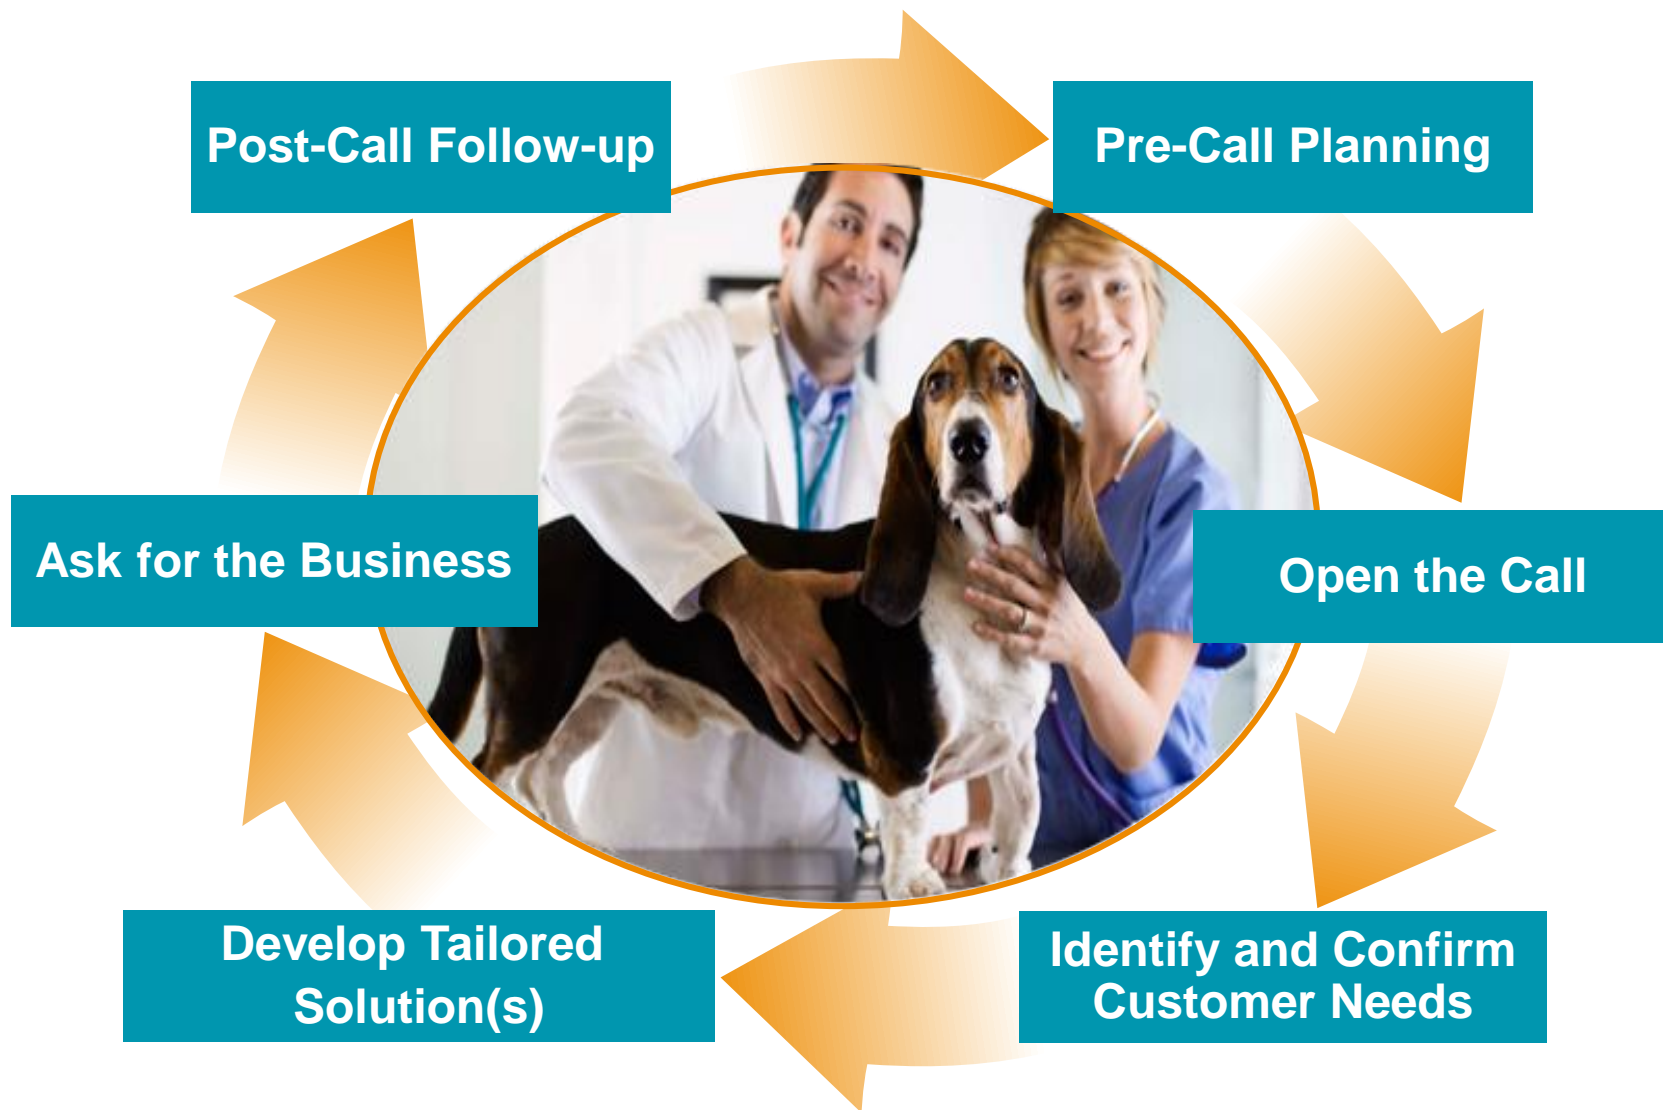 Post-Call Follow-up
Pre-Call Planning
Ask for the Business
Open the Call
Develop Tailored
Solution(s)
Identify and Confirm
Customer Needs